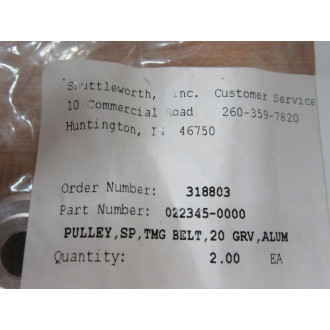 Shuttleworth, Inc. Customer Service
10 Commercial Road 260-359-7820
Huntington, IN 46750
Order Number: 318803
Part Number: 022345-0000
PULLEY,SP,TMG BELT,20 GRV,ALUM
Quantity: 2.00 EA